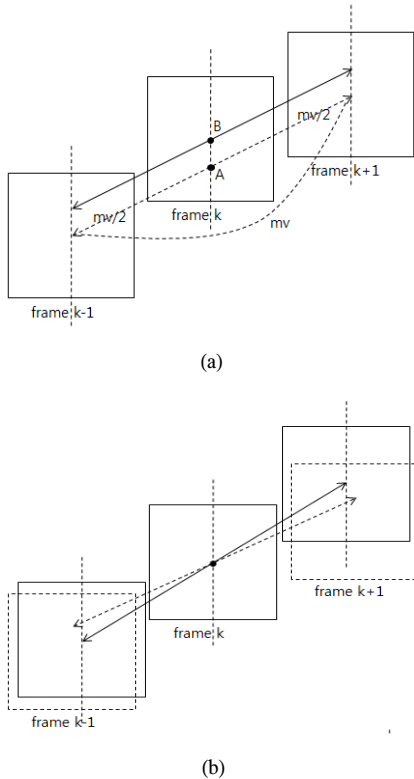 B
mv/2
A
frame k+1
mv/2
frame k
mv
frame k-1
(a)
frame k+1
frame k
frame k-1
(b)